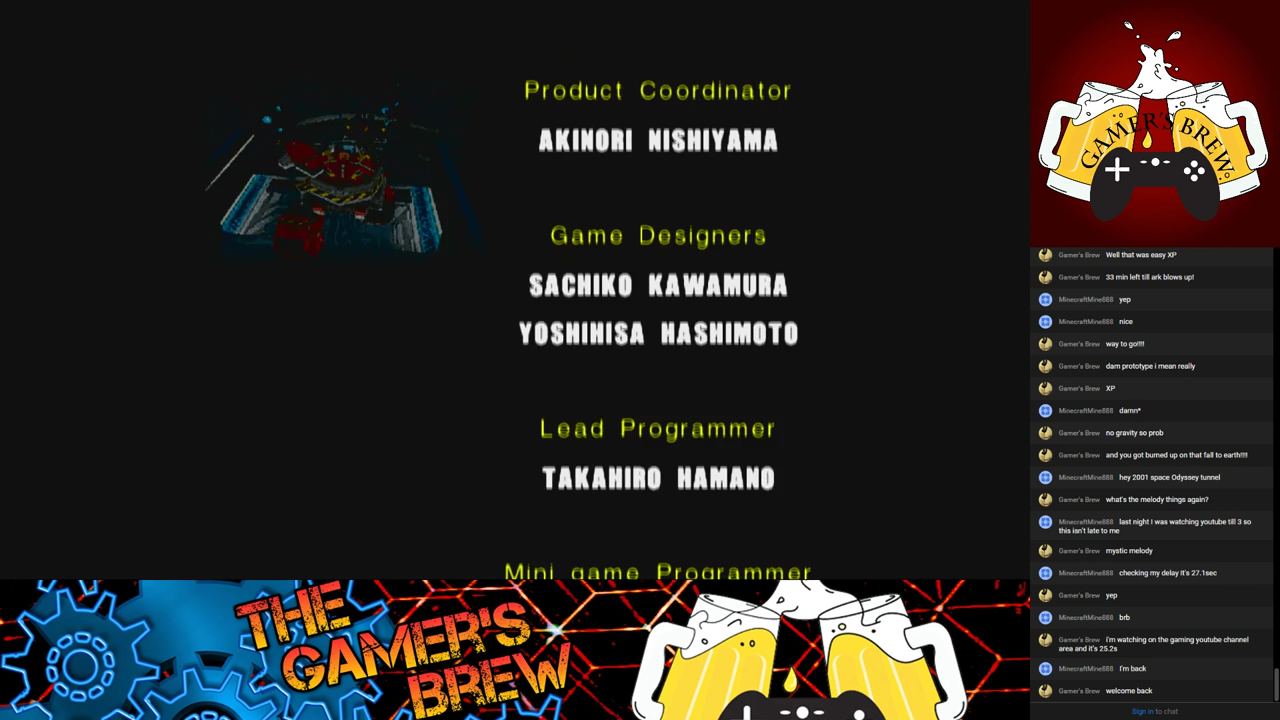 Product Coordinator
AKINORI NISHIYAMA
Game Designers
SACHIKO KAWAMURA
YOSHIHISA HASHIMOTO
Lead Programmer
TAKAHIRO HAMANO
Mini game Programmer
THE
GAMER'S
BREW
GAMER'S BREW
Gamer's Brew Well that was easy XP
Gamer's Brew 33 min left till ark blows up!
MinecraftMine888 yep
MinecraftMine888 nice
Gamer's Brew way to go!!!!
Gamer's Brew dam prototype i mean really
Gamer's Brew XP
MinecraftMine888 damn*
Gamer's Brew no gravity so prob
Gamer's Brew and you got burned up on that fall to earth!!!!
MinecraftMine888 hey 2001 space Odyssey tunnel
Gamer's Brew what's the melody things again?
MinecraftMine888 last night i was watching youtube till 3 so
this isn't late to me
Gamer's Brew mystic melody
MinecraftMine888 checking my delay It's 27.1sec
Gamer's Brew yep
MinecraftMine888 brb
Gamer's Brew i'm watching on the gaming youtube channel
area and it's 25.2s
MinecraftMine888 I'm back
Gamer's Brew welcome back
Sign in to chat